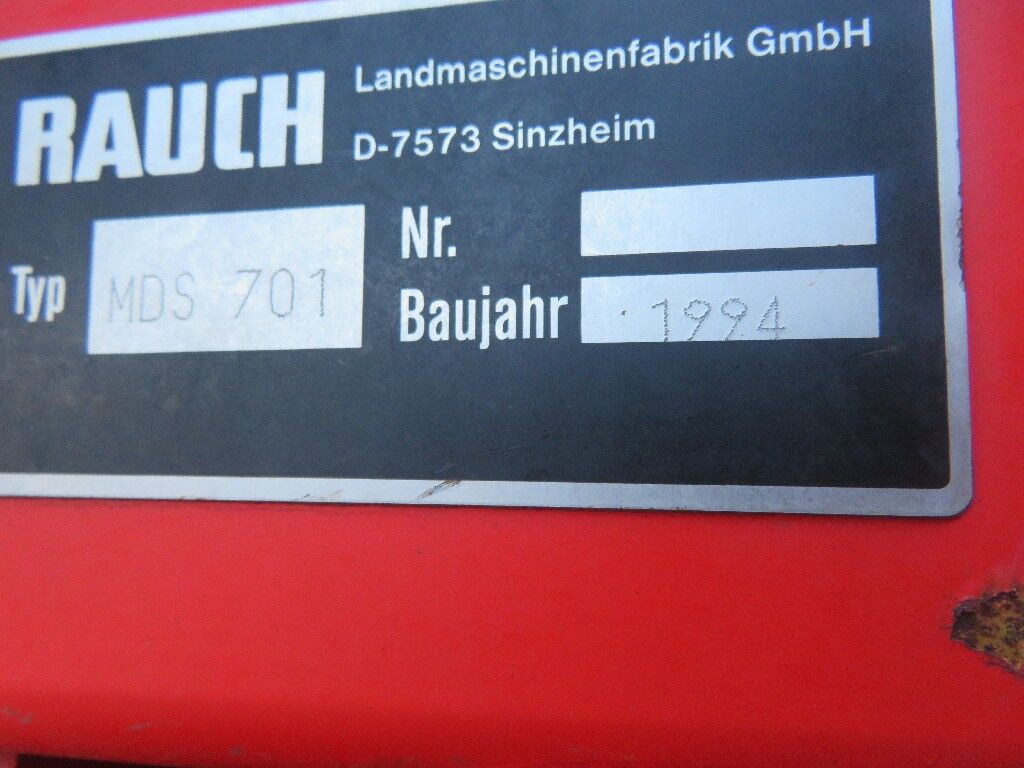 RAUCH
Landmaschinenfabrik GmbH
D-7573 Sinzheim
Typ MDS 701
Nr.
Baujahr 1994